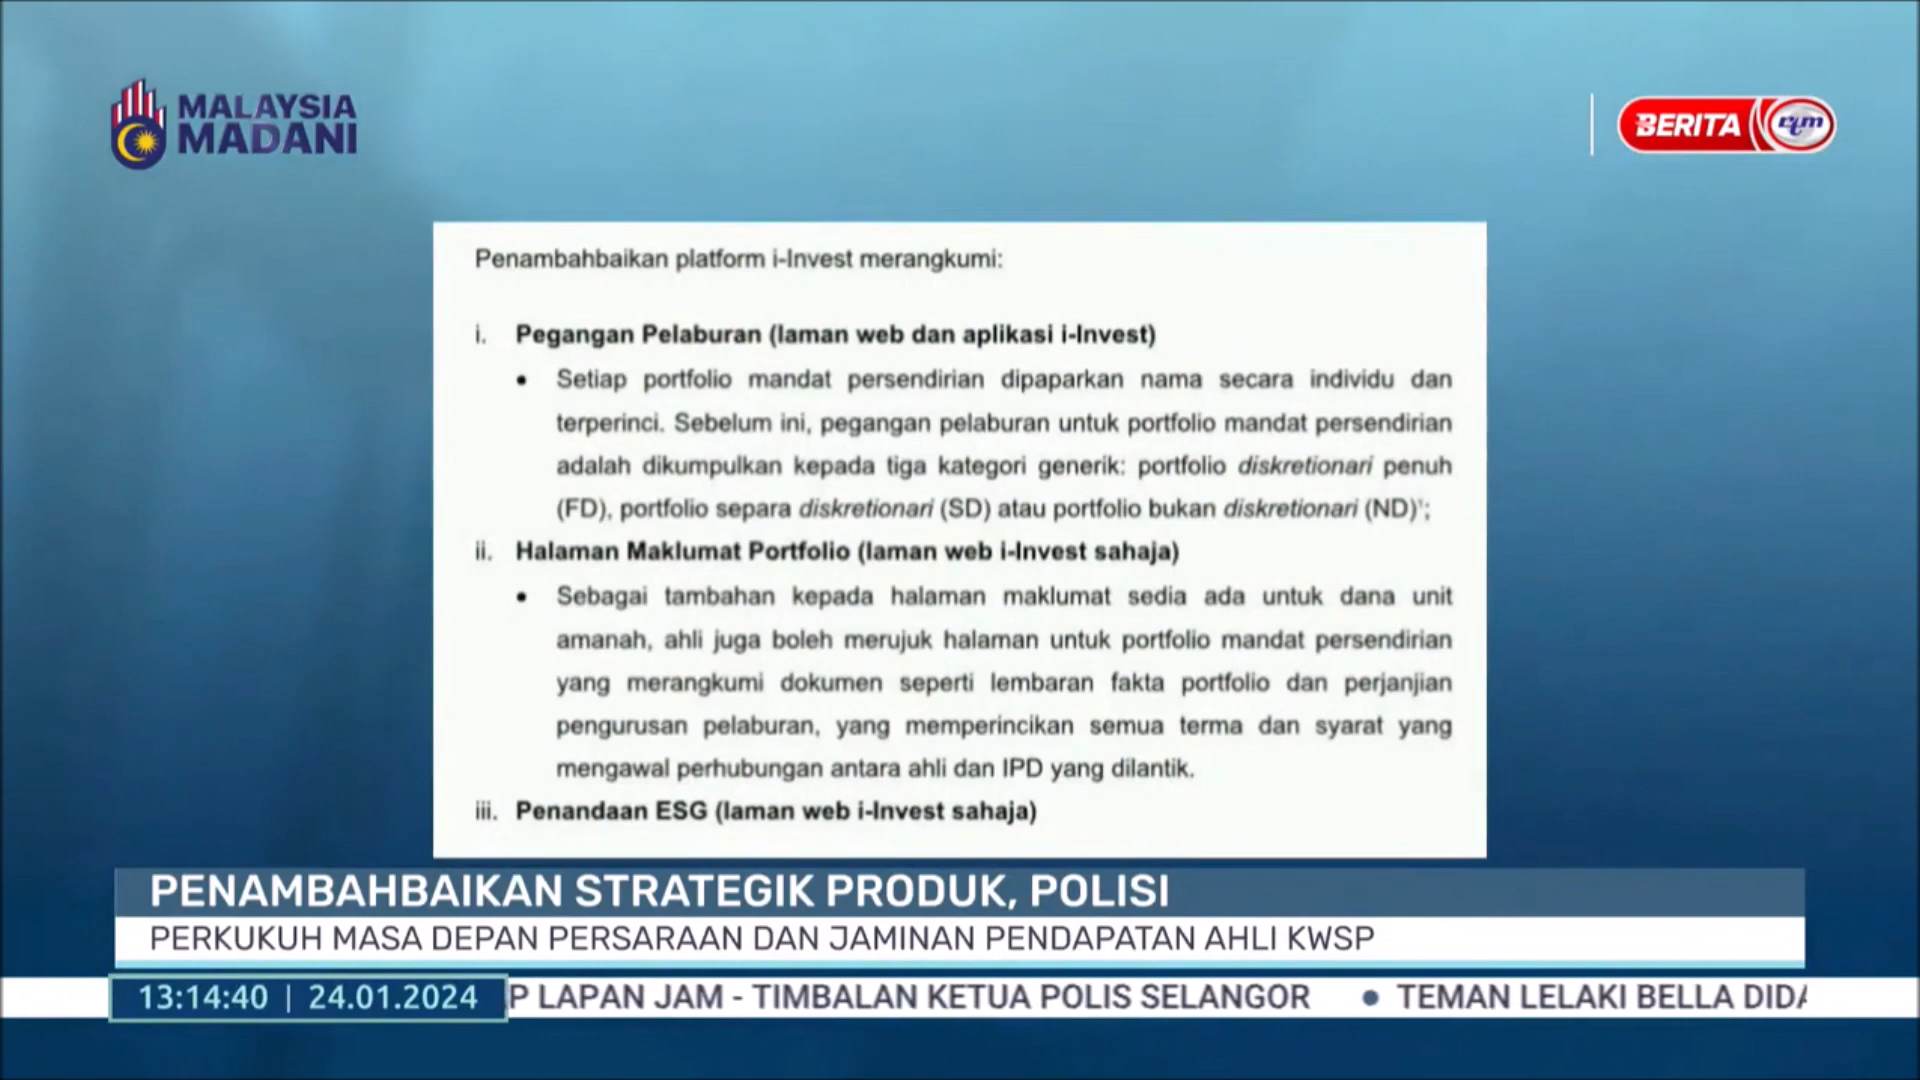 MALAYSIA
MADANI
BERITA rtm
Penambahbaikan platform i-Invest merangkumi:
i. Pegangan Pelaburan (laman web dan aplikasi i-Invest)
• Setiap portfolio mandat persendirian dipaparkan nama secara individu dan
terperinci. Sebelum ini, pegangan pelaburan untuk portfolio mandat persendirian
adalah dikumpulkan kepada tiga kategori generik: portfolio diskretionari penuh
(FD), portfolio separa diskretionari (SD) atau portfolio bukan diskretionari (ND)';
ii. Halaman Maklumat Portfolio (laman web i-Invest sahaja)
• Sebagai tambahan kepada halaman maklumat sedia ada untuk dana unit
amanah, ahli juga boleh merujuk halaman untuk portfolio mandat persendirian
yang merangkumi dokumen seperti lembaran fakta portfolio dan perjanjian
pengurusan pelaburan, yang memperincikan semua terma dan syarat yang
mengawal perhubungan antara ahli dan IPD yang dilantik.
iii. Penandaan ESG (laman web i-Invest sahaja)
PENAMBAHBAIKAN STRATEGIK PRODUK, POLISI
PERKUKUH MASA DEPAN PERSARAAN DAN JAMINAN PENDAPATAN AHLI KWSP
13:14:40 | 24.01.2024 P LAPAN JAM - TIMBALAN KETUA POLIS SELANGOR • TEMAN LELAKI BELLA DIDA